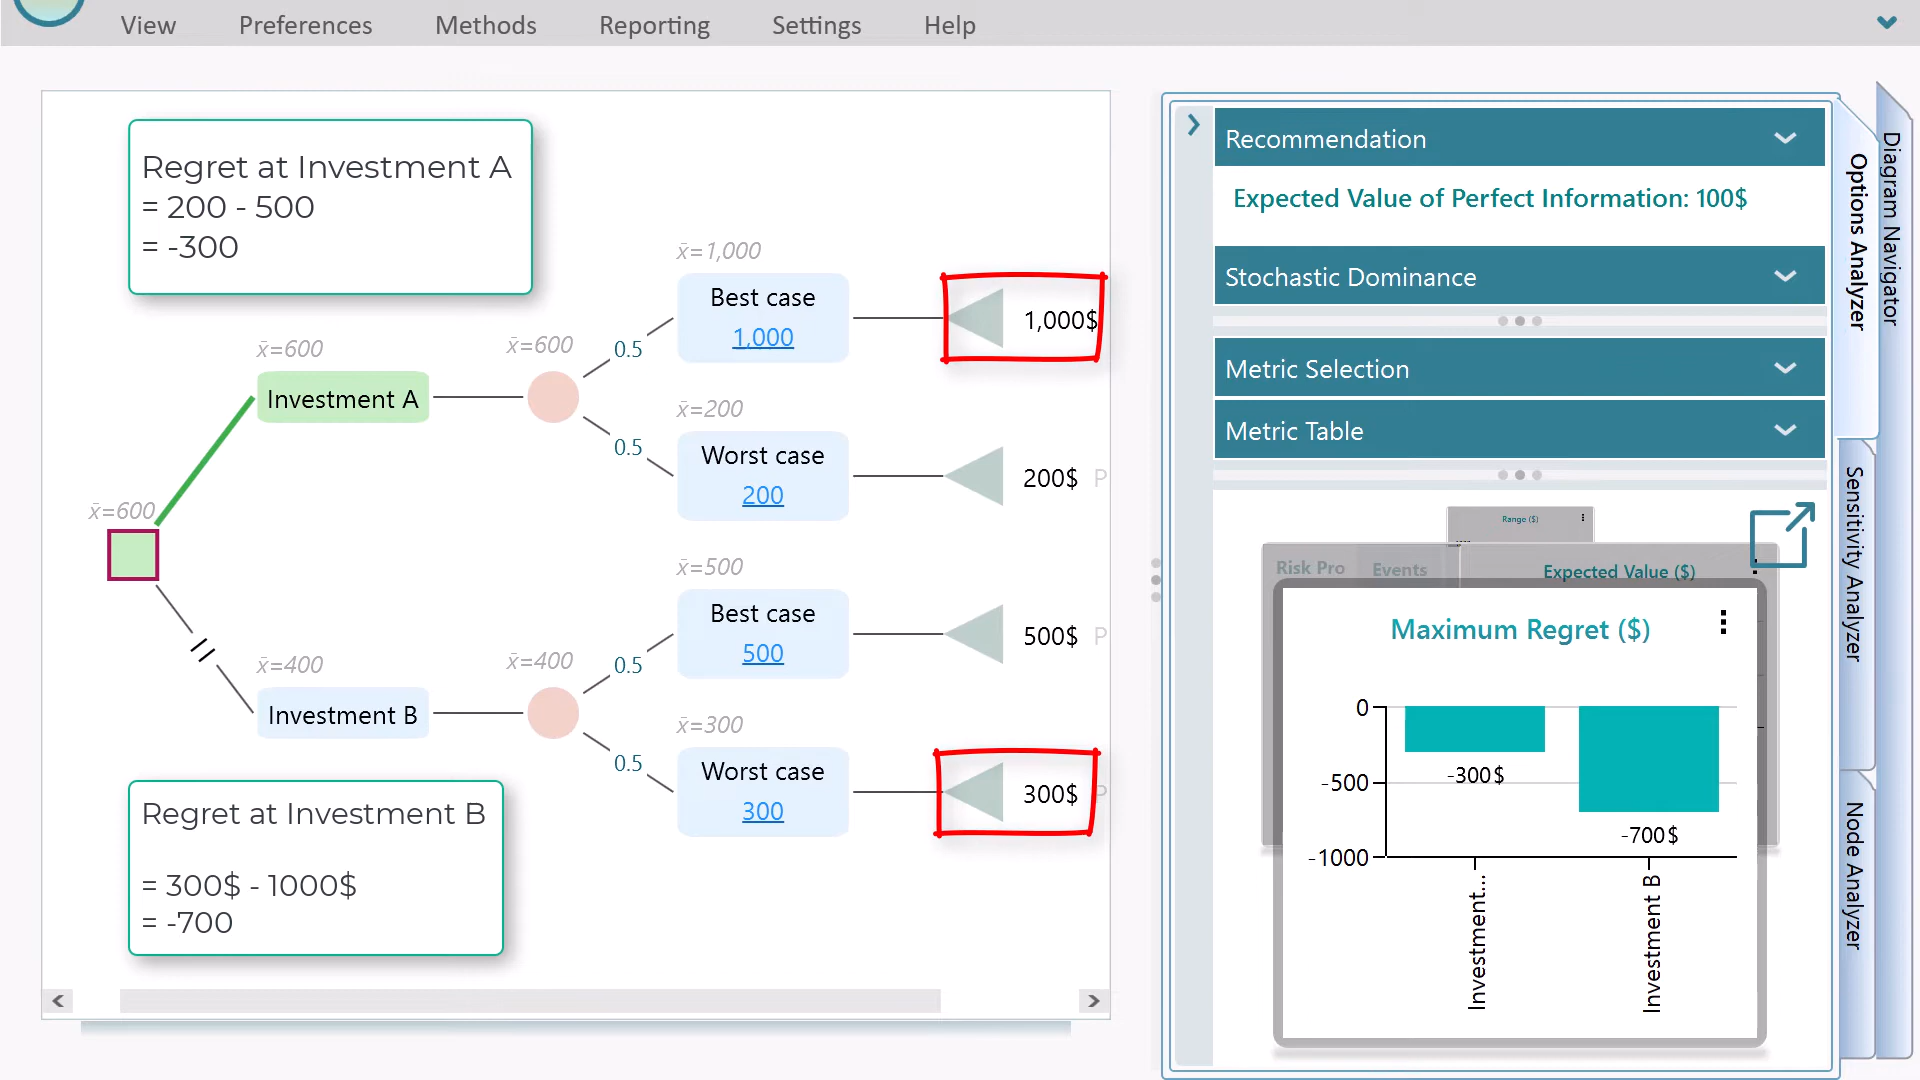 View Preferences Methods Reporting Settings Help
Regret at Investment A
= 200 - 500
= -300
x̄=1,000
Best case
1,000
1,000$
x̄=600
Investment A
x̄=600
0.5
x̄=200
0.5
Worst case
200
200$ P
x̄=600
x̄=500
Best case
500
500$ P
x̄=400
Investment B
x̄=400
0.5
x̄=300
0.5
Worst case
300
300$ P
Regret at Investment B
= 300$ - 1000$
= -700
Recommendation
Expected Value of Perfect Information: 100$
Stochastic Dominance
Metric Selection
Metric Table
Range ($)
Risk Pro
Events
Expected Value ($)
Maximum Regret ($)
0
-500
-1000
-300$
-700$
Investment...
Investment B
Options Analyzer
Diagram Navigator
Sensitivity Analyzer
Node Analyzer